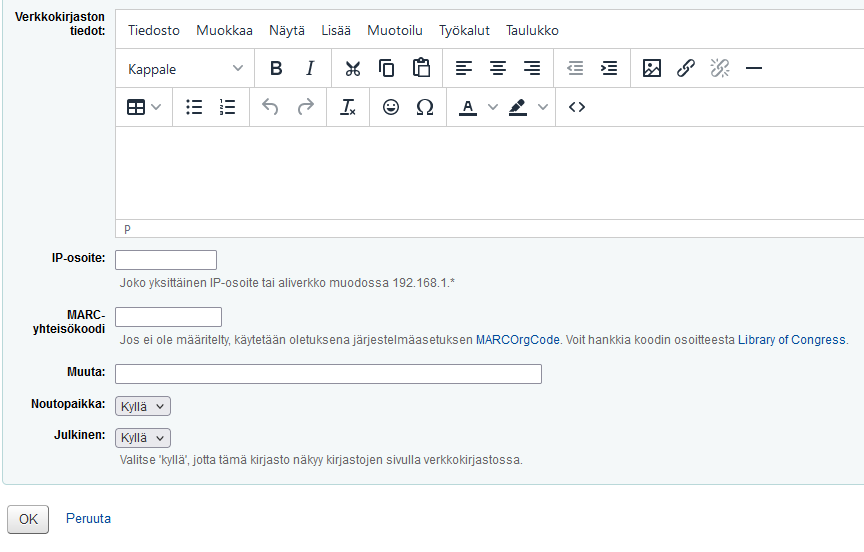 Verkkokirjaston
tiedot:
Tiedosto Muokkaa Näytä Lisää Muotoilu Työkalut Taulukko
Kappale B I
A
P
IP-osoite:
Joko yksittäinen IP-osoite tai aliverkko muodossa 192.168.1.*
MARC-
yhteisökoodi
Jos ei ole määritelty, käytetään oletuksena järjestelmäasetuksen MARCOrgCode. Voit hankkia koodin osoitteesta Library of Congress.
Muuta:
Noutopaikka: Kyllä
Julkinen: Kyllä
Valitse 'kyllä', jotta tämä kirjasto näkyy kirjastojen sivulla verkkokirjastossa.
OK Peruuta